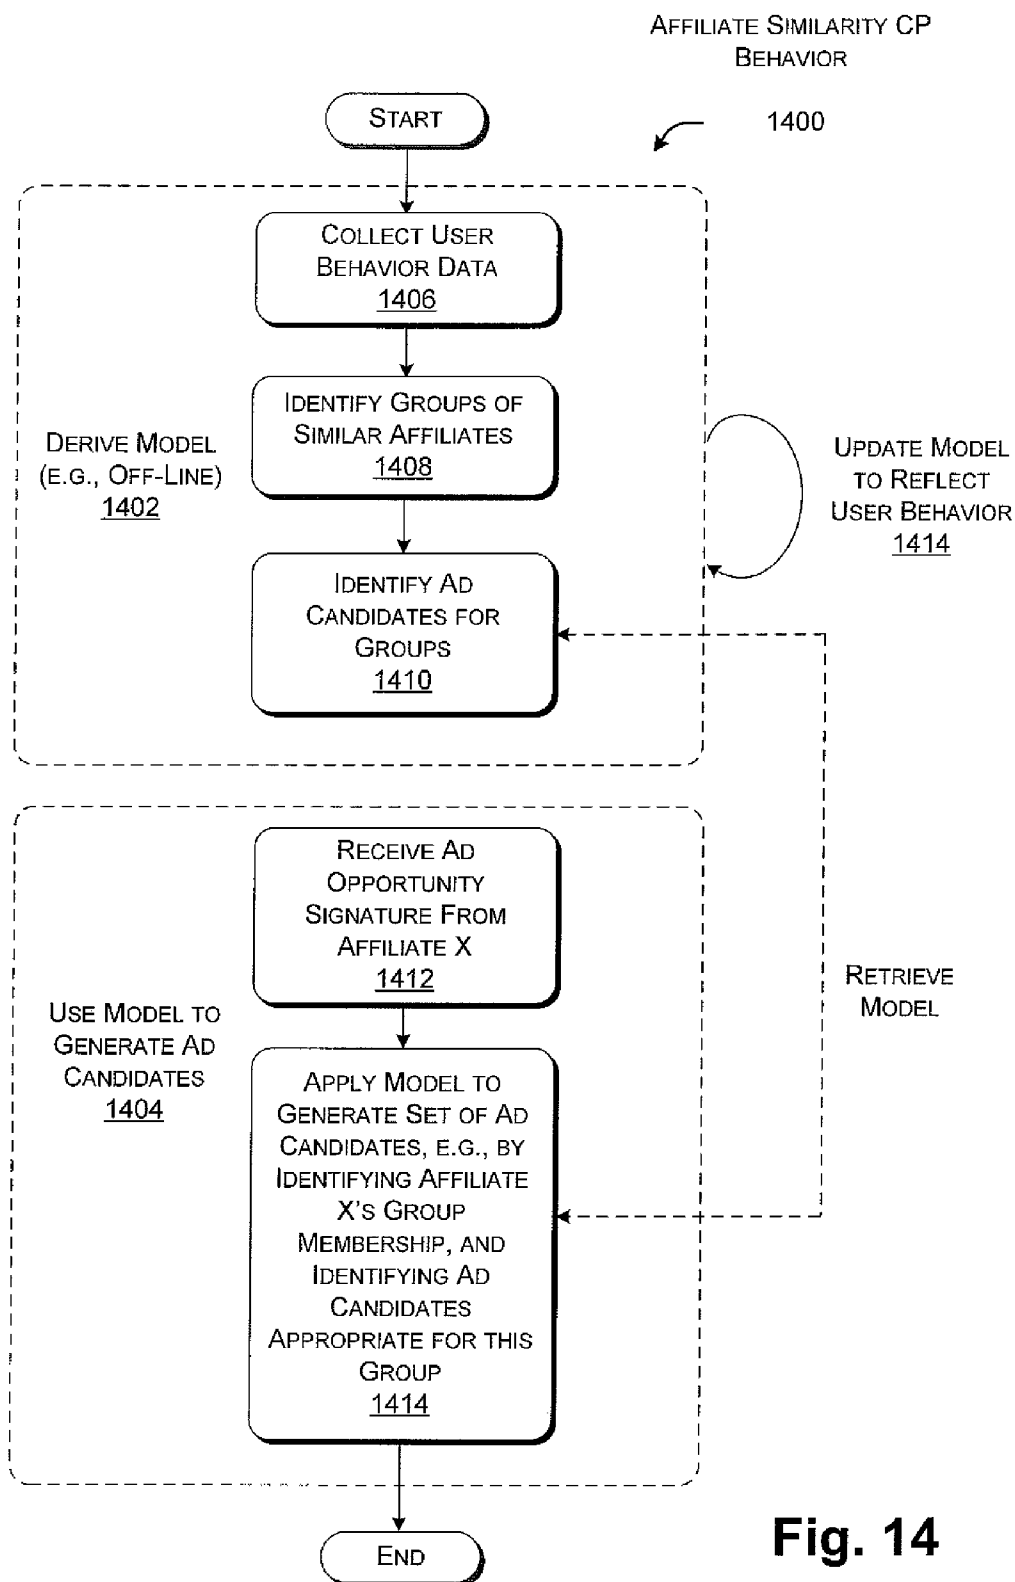 AFFILIATE SIMILARITY CP
BEHAVIOR
1400
START
COLLECT USER
BEHAVIOR DATA
1406
IDENTIFY GROUPS OF
SIMILAR AFFILIATES
1408
DERIVE MODEL
(E.G., OFF-LINE)
1402
UPDATE MODEL
TO REFLECT
USER BEHAVIOR
1414
IDENTIFY AD
CANDIDATES FOR
GROUPS
1410
RECEIVE AD
OPPORTUNITY
SIGNATURE FROM
AFFILIATE X
1412
RETRIEVE
MODEL
USE MODEL TO
GENERATE AD
CANDIDATES
1404
APPLY MODEL TO
GENERATE SET OF AD
CANDIDATES, E.G., BY
IDENTIFYING AFFILIATE
X'S GROUP
MEMBERSHIP, AND
IDENTIFYING AD
CANDIDATES
APPROPRIATE FOR THIS
GROUP
1414
END
Fig. 14